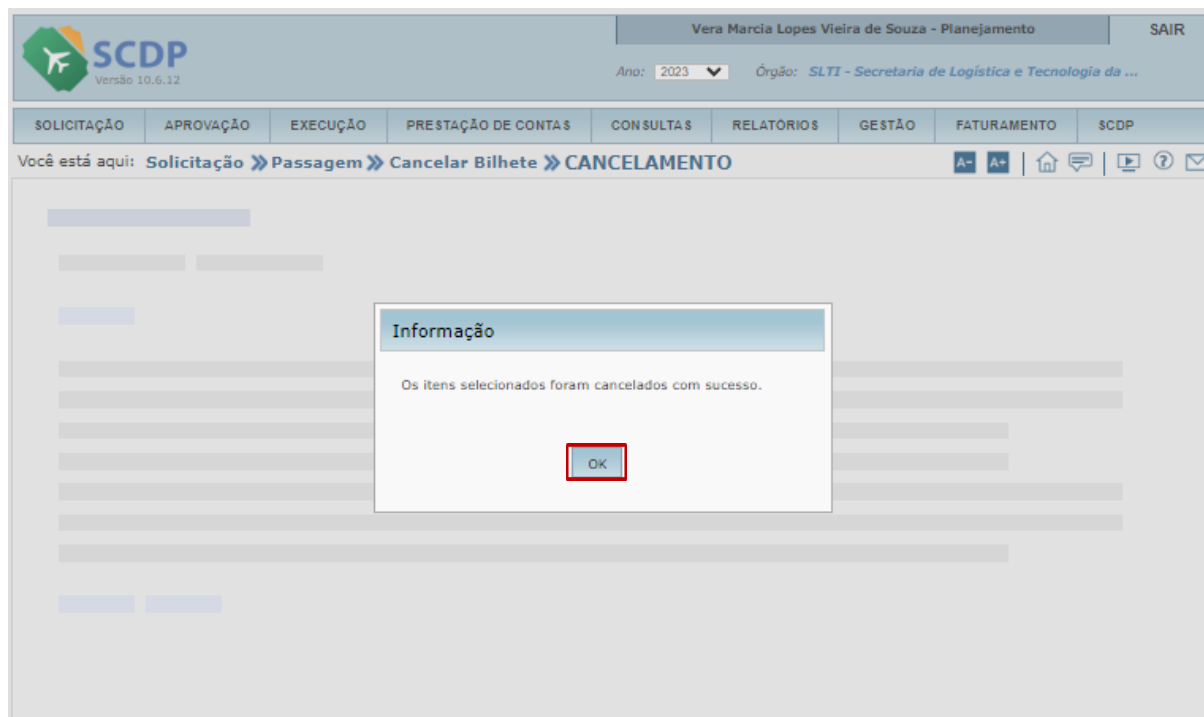 Vera Marcia Lopes Vieira de Souza - Planejamento
SAIR
SCDP
Versão 10.6.12
Ano: 2023 Órgão: SLTI - Secretaria de Logística e Tecnologia da ...
SOLICITAÇÃO APROVAÇÃO EXECUÇÃO PRESTAÇÃO DE CONTAS CONSULTAS RELATÓRIOS GESTÃO FATURAMENTO SCDP
Você está aqui: Solicitação Passagem Cancelar Bilhete CANCELAMENTO
A- A+ ?
Informação
Os itens selecionados foram cancelados com sucesso.
OK